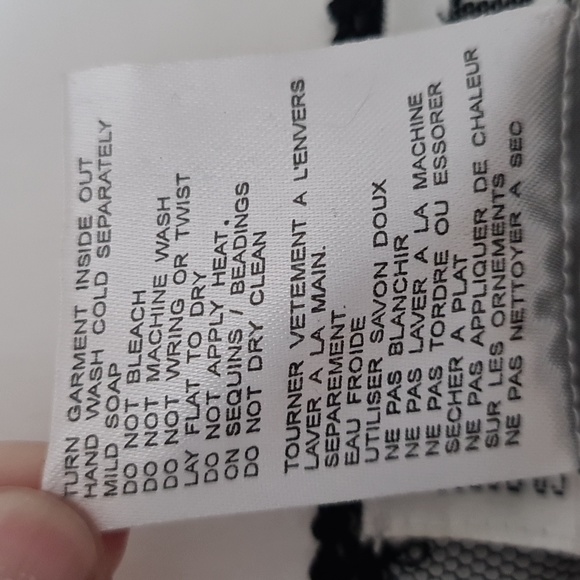 TURN GARMENT INSIDE OUT
HAND WASH COLD SEPARATELY
MILD SOAP
DO NOT BLEACH
DO NOT MACHINE WASH
DO NOT WRING OR TWIST
LAY FLAT TO DRY
DO NOT APPLY HEAT.
ON SEQUINS / BEADINGS
DO NOT DRY CLEAN
TOURNER VETEMENT A L'ENVERS
LAVER A LA MAIN.
SEPAREMENT.
EAU FROIDE
UTILISER SAVON DOUX
NE PAS BLANCHIR
NE PAS LAVER A LA MACHINE
NE PAS TORDRE OU ESSORER
SECHER A PLAT
NE PAS APPLIQUER DE CHALEUR
SUR LES ORNEMENTS
NE PAS NETTOYER A SEC